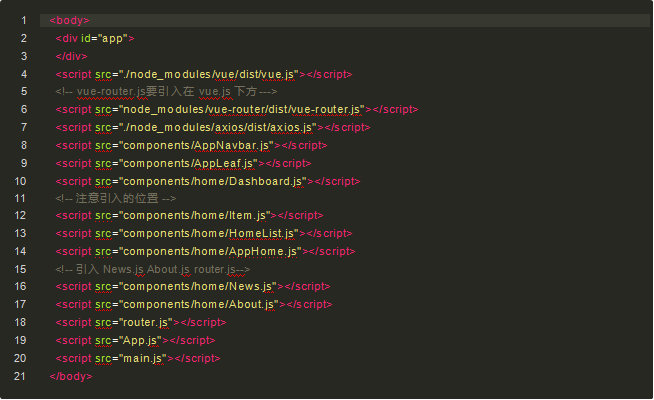 1 <body>
2 <div id="app">
3 </div>
4 <script src="./node_modules/vue/dist/vue.js"></script>
5 <!-- vue-router.js要引入在 vue.js 下方--->
6 <script src="node_modules/vue-router/dist/vue-router.js"></script>
7 <script src="./node_modules/axios/dist/axios.js"></script>
8 <script src="components/AppNavbar.js"></script>
9 <script src="components/AppLeaf.js"></script>
10 <script src="components/home/Dashboard.js"></script>
11 <!-- 注意引入的位置 -->
12 <script src="components/home/Item.js"></script>
13 <script src="components/home/HomeList.js"></script>
14 <script src="components/home/AppHome.js"></script>
15 <!-- 引入 News.js About.js router.js-->
16 <script src="components/home/News.js"></script>
17 <script src="components/home/About.js"></script>
18 <script src="router.js"></script>
19 <script src="App.js"></script>
20 <script src="main.js"></script>
21 </body>